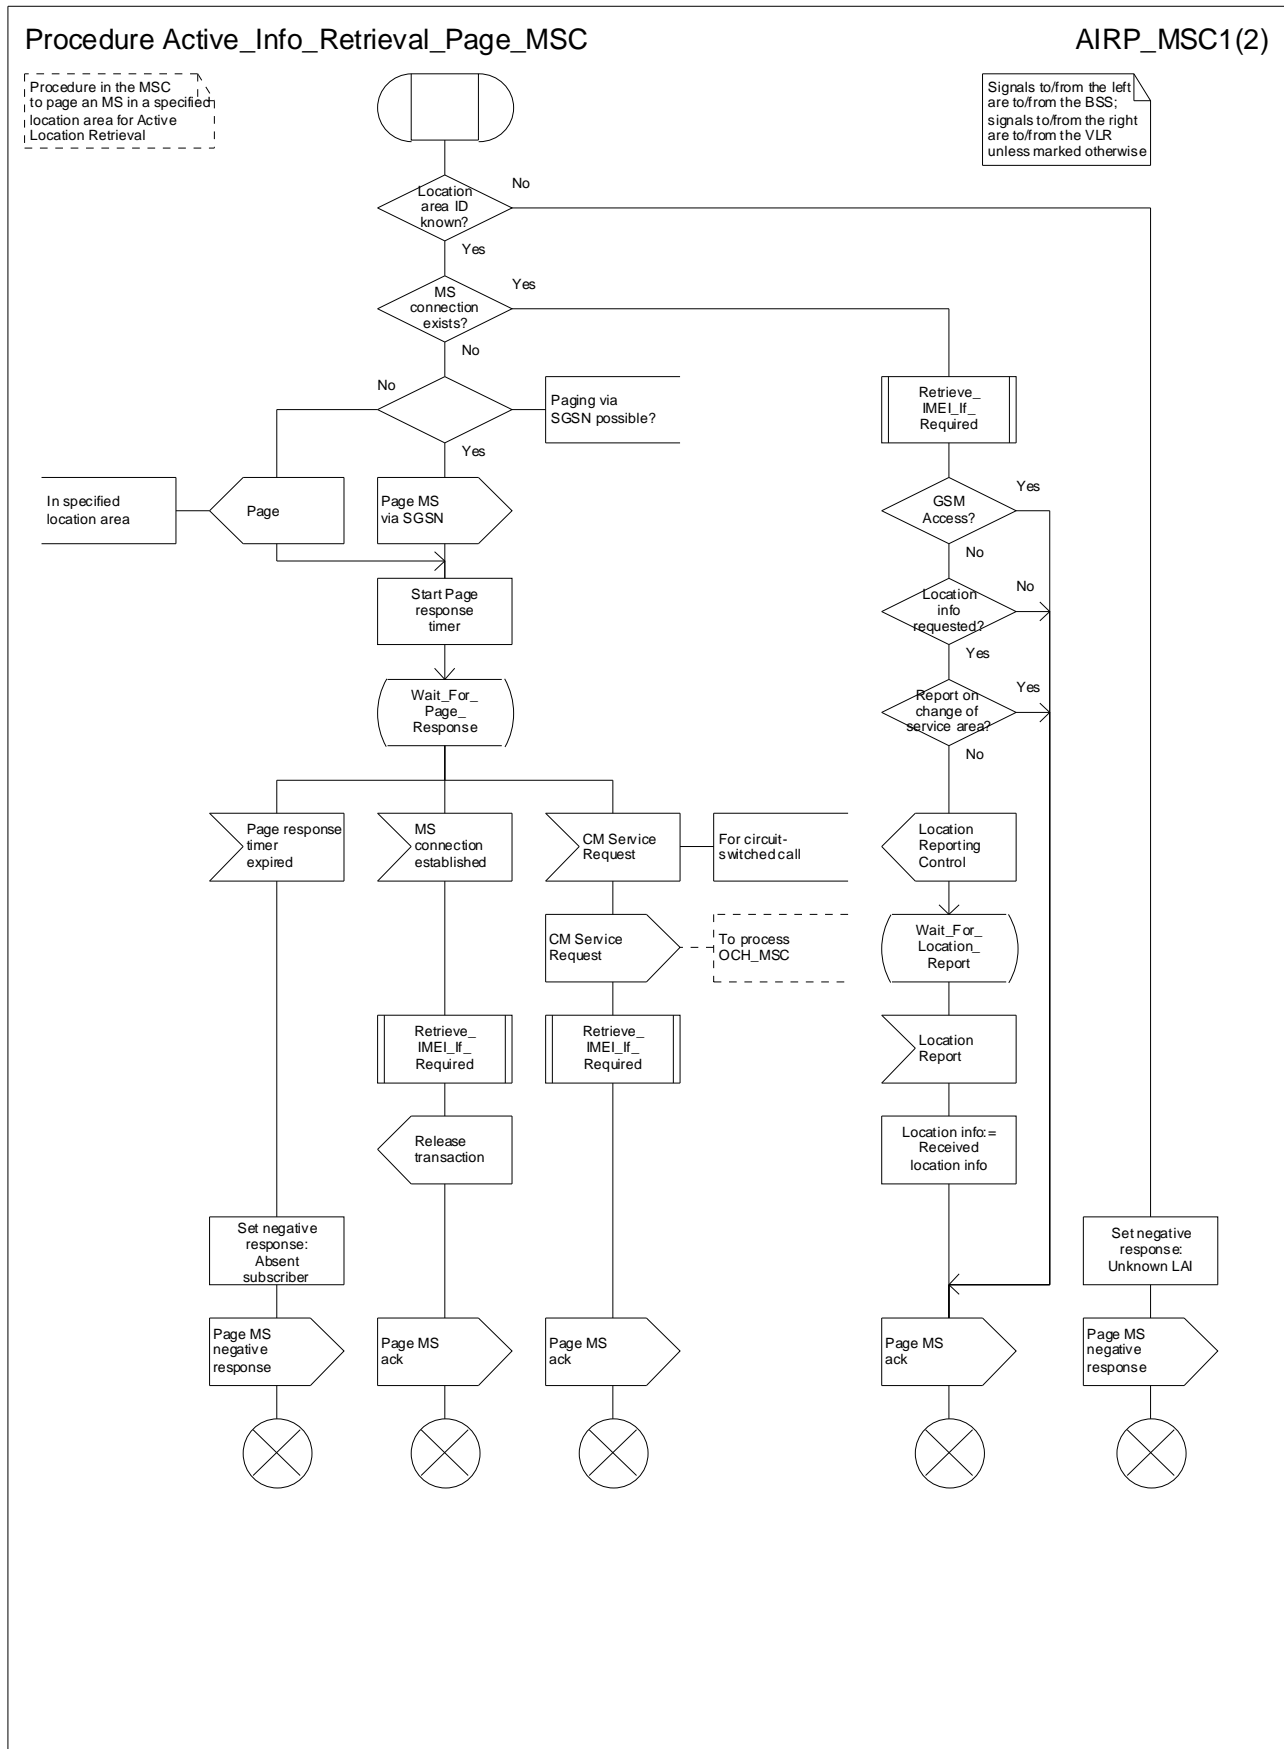 Procedure Active_Info_Retrieval_Page_MSC
AIRP_MSC1(2)
Procedure in the MSC
to page an MS in a specified
location area for Active
Location Retrieval
Signals to/from the left
are to/from the BSS;
signals to/from the right
are to/from the VLR
unless marked otherwise
Location
area ID
known?
No
Yes
MS
connection
exists?
Yes
No
No
Yes
Paging via
SGSN possible?
Retrieve_
IMEI_If_
Required
In specified
location area
Page
Page MS
via SGSN
GSM
Access?
Yes
No
Start Page
response
timer
Location
info
requested?
No
Yes
Wait_For_
Page_
Response
Report on
change of
service area?
Yes
No
Page response
timer
expired
MS
connection
established
CM Service
Request
For circuit-
switched call
Location
Reporting
Control
CM Service
Request
To process
OCH_MSC
Wait_For_
Location_
Report
Retrieve_
IMEI_If_
Required
Retrieve_
IMEI_If_
Required
Location
Report
Release
transaction
Location info:=
Received
location info
Set negative
response:
Absent
subscriber
Set negative
response:
Unknown LAI
Page MS
negative
response
Page MS
ack
Page MS
ack
Page MS
ack
Page MS
negative
response